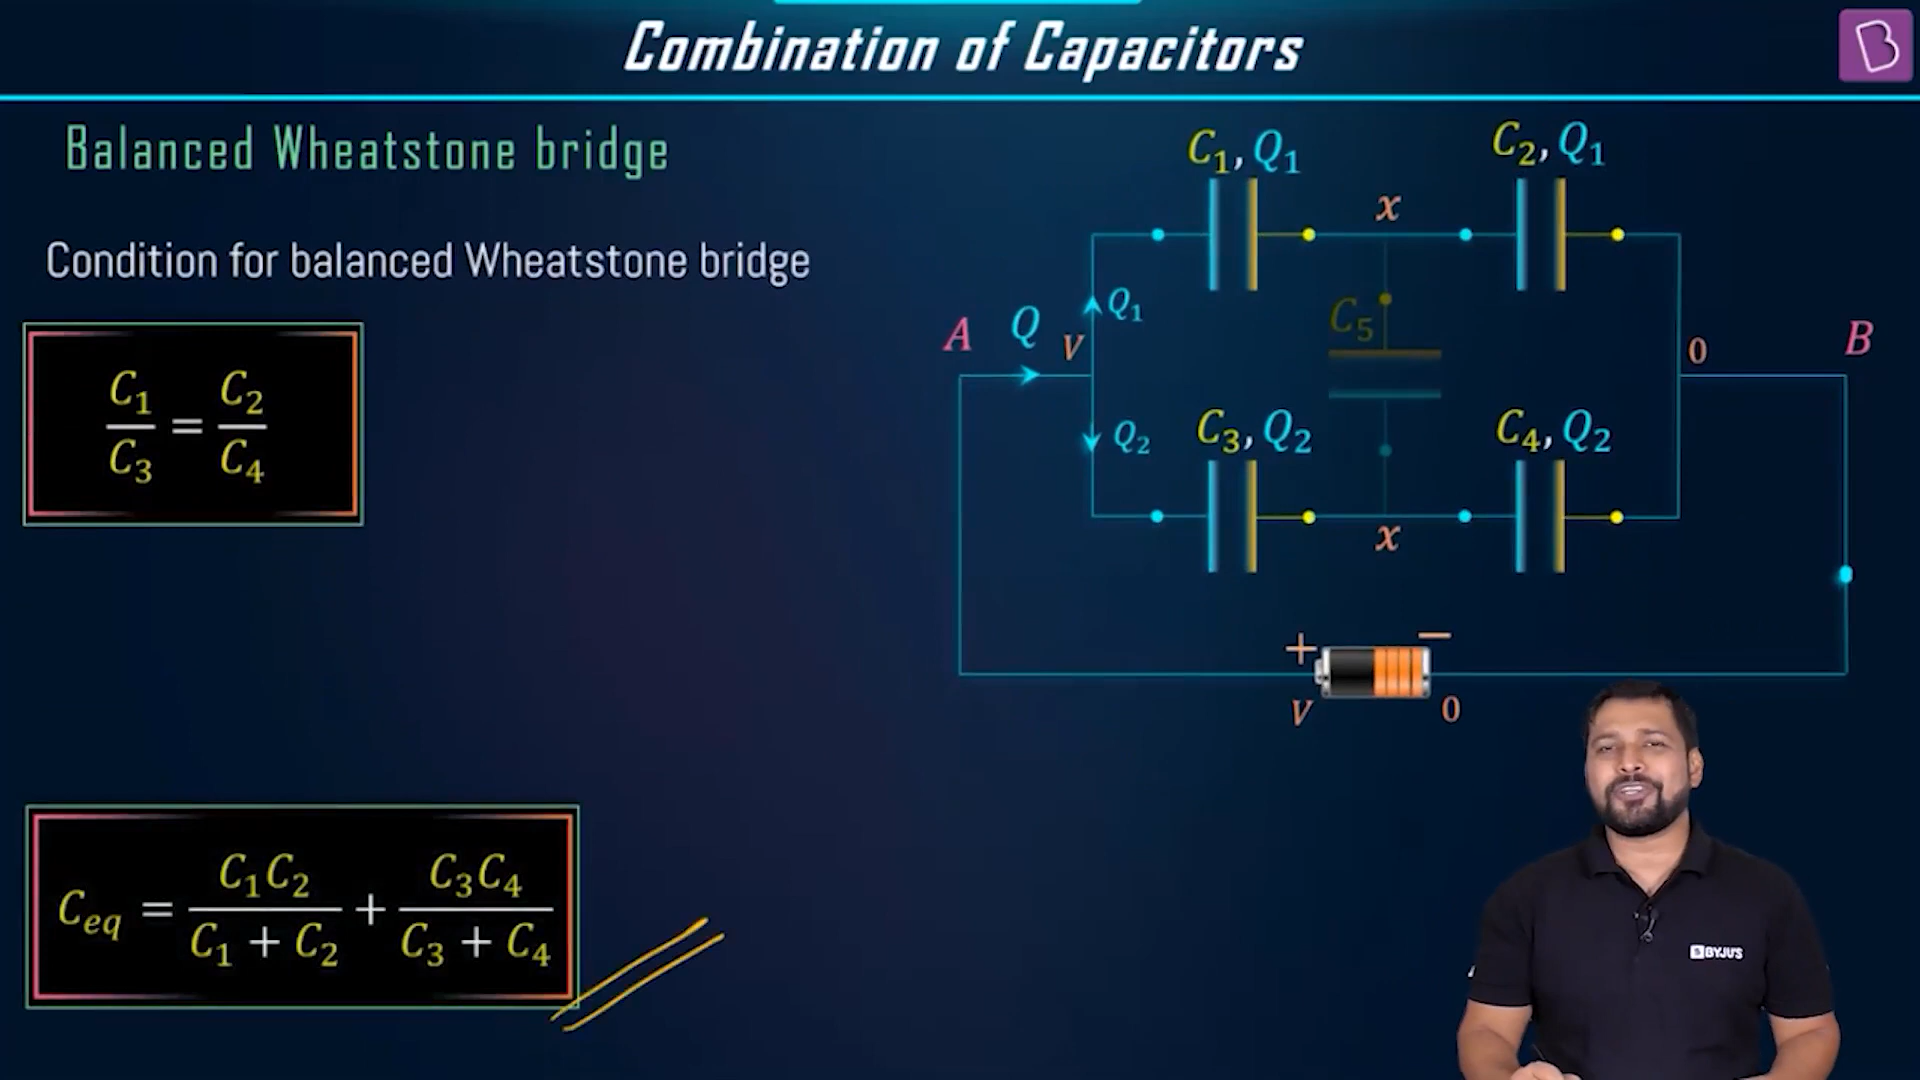 Combination of Capacitors
B
Balanced Wheatstone bridge
Condition for balanced Wheatstone bridge
C₁/C₃ = C₂/C₄
C₁, Q₁
C₂, Q₁
x
Q₁
C₅
A
Q
V
0
B
Q₂
C₃, Q₂
C₄, Q₂
x
+
−
V
0
C_eq = C₁C₂/(C₁ + C₂) + C₃C₄/(C₃ + C₄)
BYJU'S